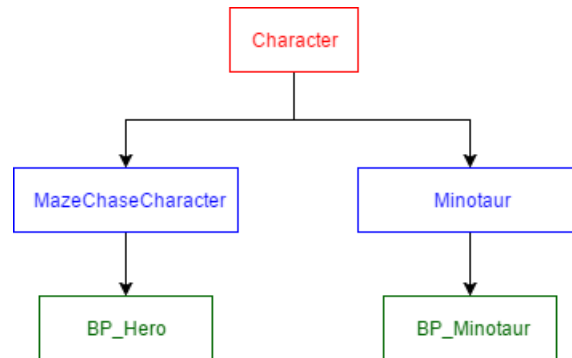 Character
MazeChaseCharacter
Minotaur
BP_Hero
BP_Minotaur